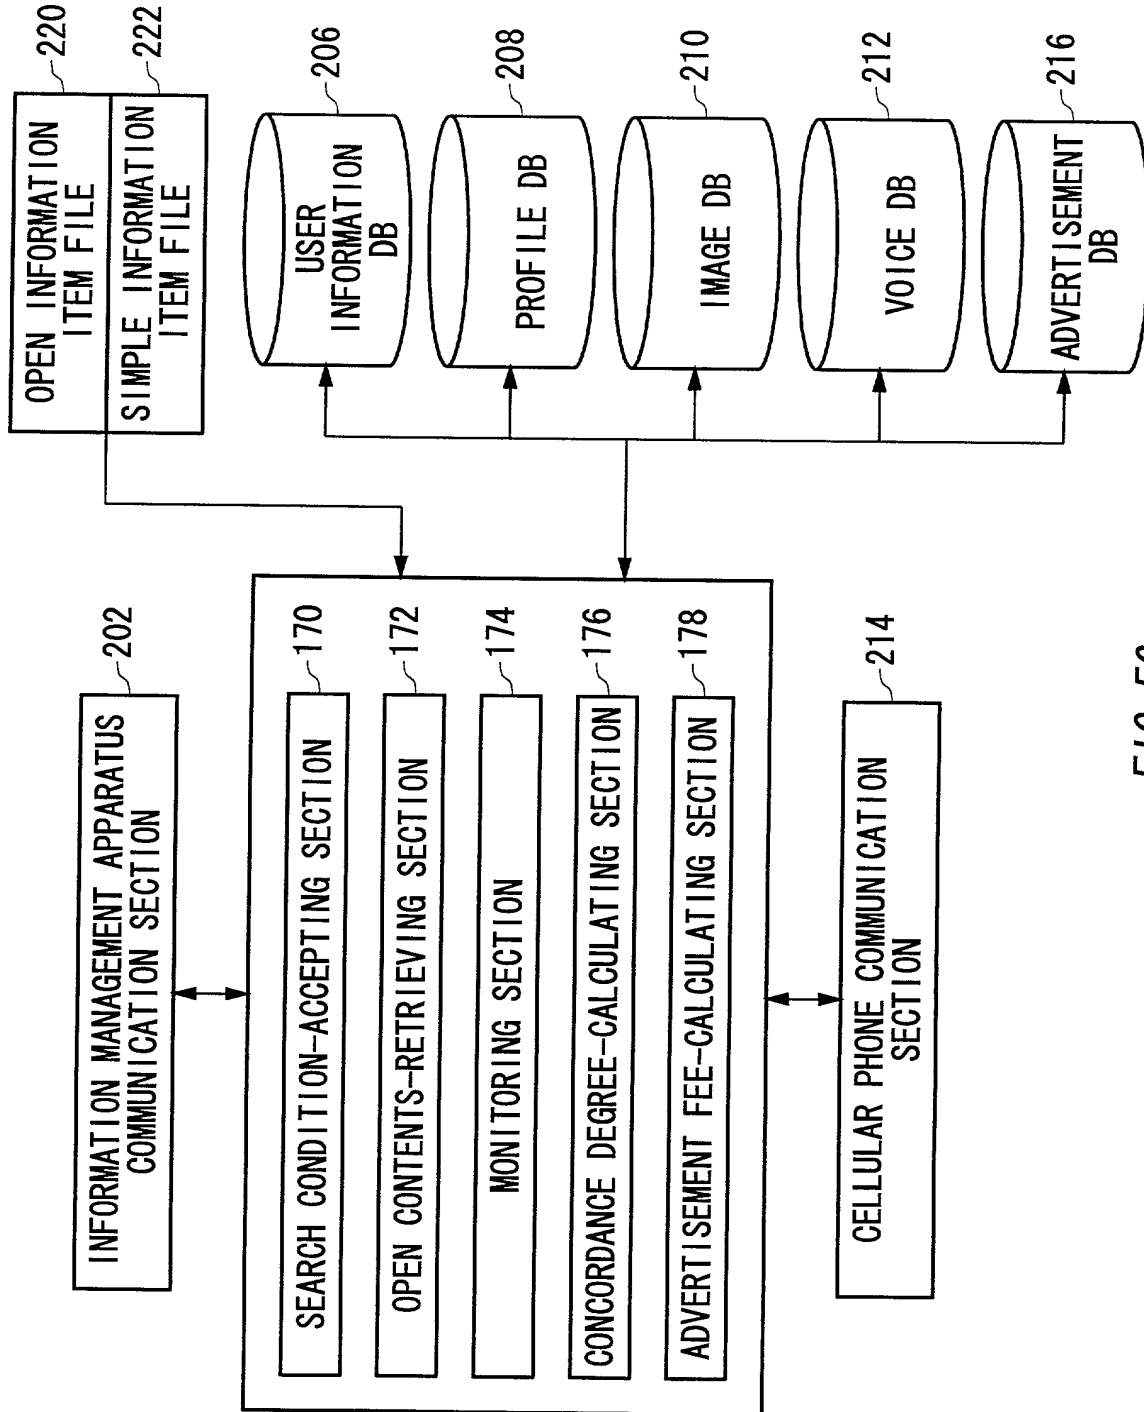 INFORMATION MANAGEMENT APPARATUS
COMMUNICATION SECTION
202
SEARCH CONDITION-ACCEPTING SECTION
170
OPEN CONTENTS-RETRIEVING SECTION
172
MONITORING SECTION
174
CONCORDANCE DEGREE-CALCULATING SECTION
176
ADVERTISEMENT FEE-CALCULATING SECTION
178
CELLULAR PHONE COMMUNICATION
SECTION
214
OPEN INFORMATION
ITEM FILE
220
SIMPLE INFORMATION
ITEM FILE
222
USER
INFORMATION
DB
206
PROFILE DB
208
IMAGE DB
210
VOICE DB
212
ADVERTISEMENT
DB
216